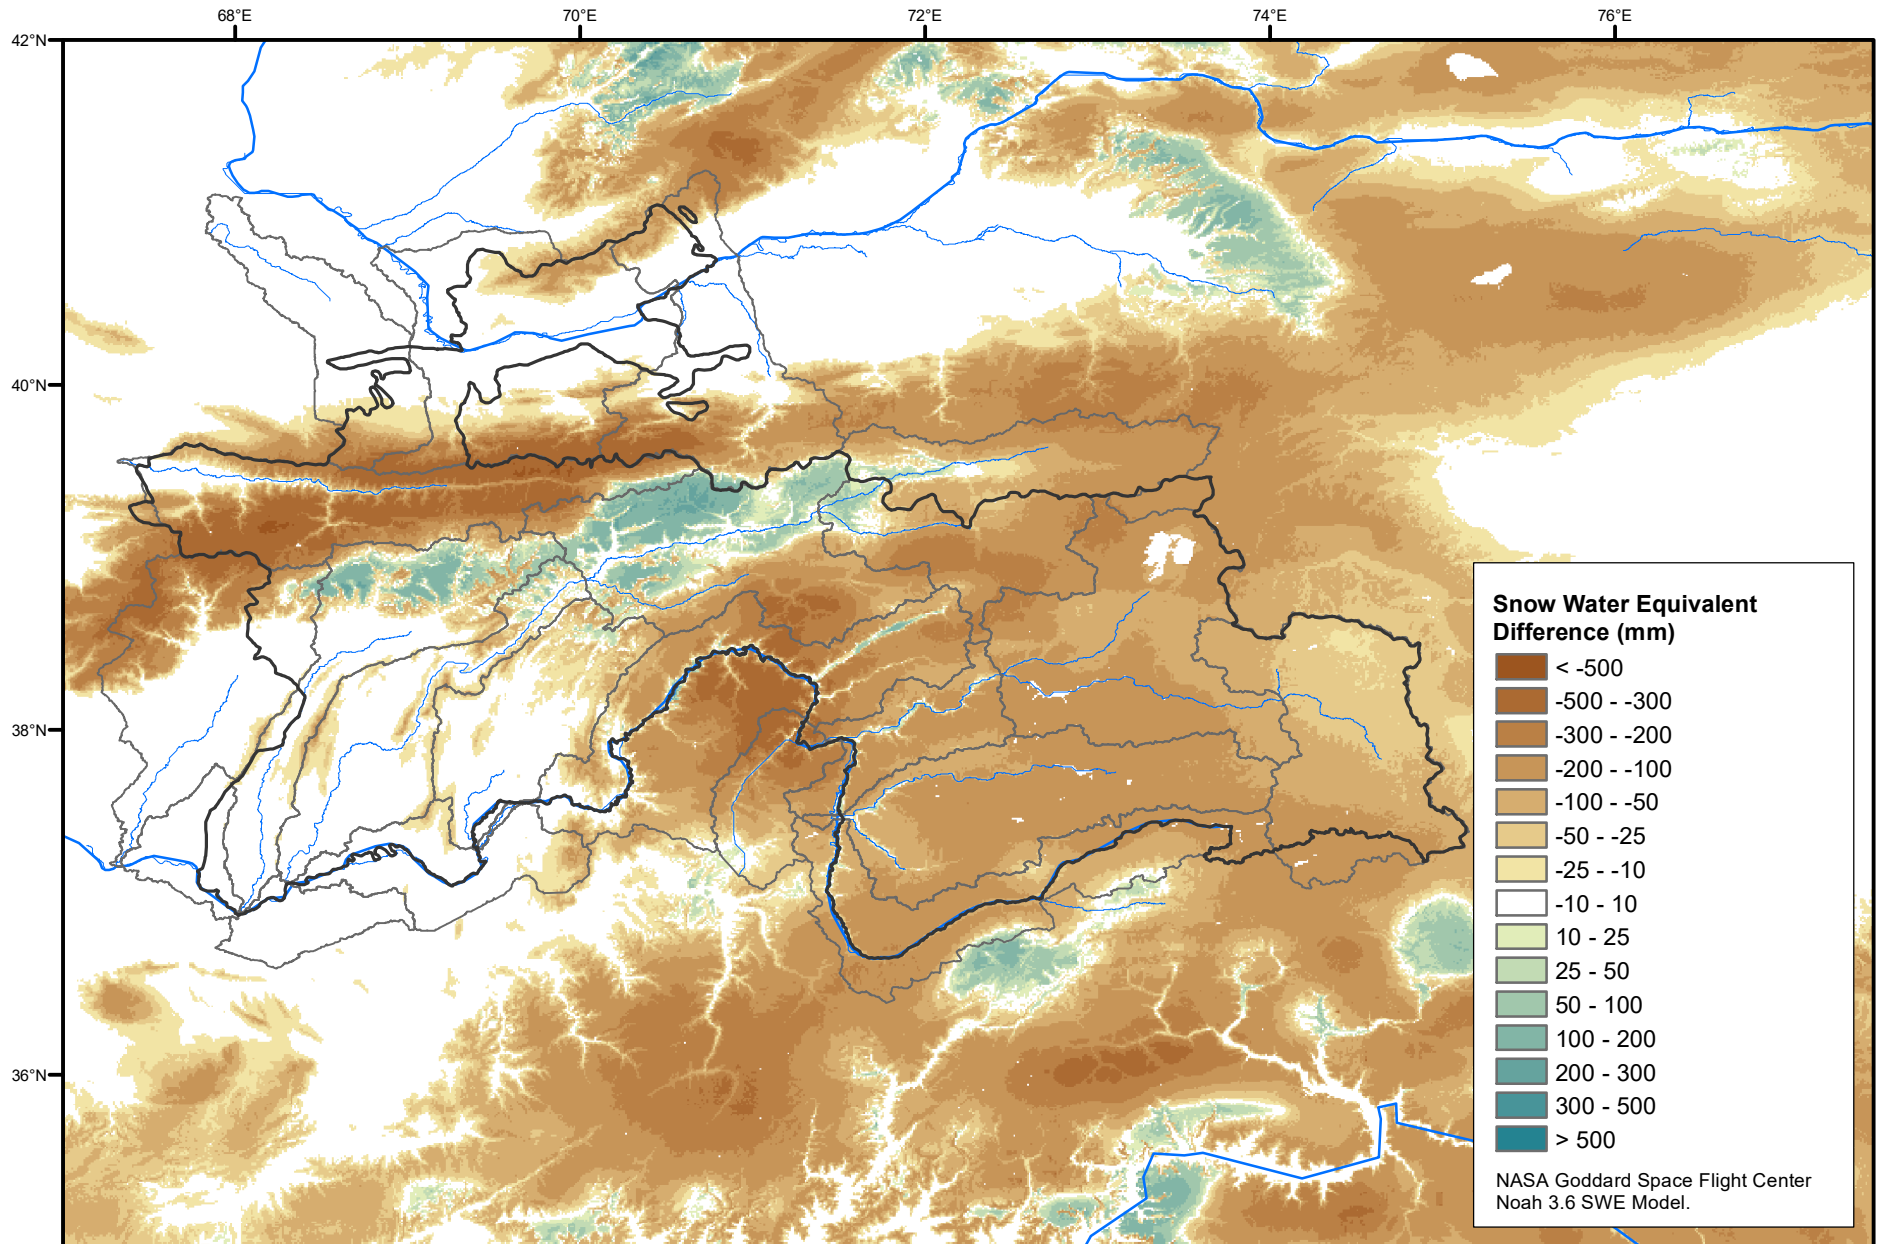 68°E
70°E
72°E
74°E
76°E
42°N
40°N
38°N
36°N
Snow Water Equivalent
Difference (mm)
< -500
-500 - -300
-300 - -200
-200 - -100
-100 - -50
-50 - -25
-25 - -10
-10 - 10
10 - 25
25 - 50
50 - 100
100 - 200
200 - 300
300 - 500
> 500
NASA Goddard Space Flight Center
Noah 3.6 SWE Model.